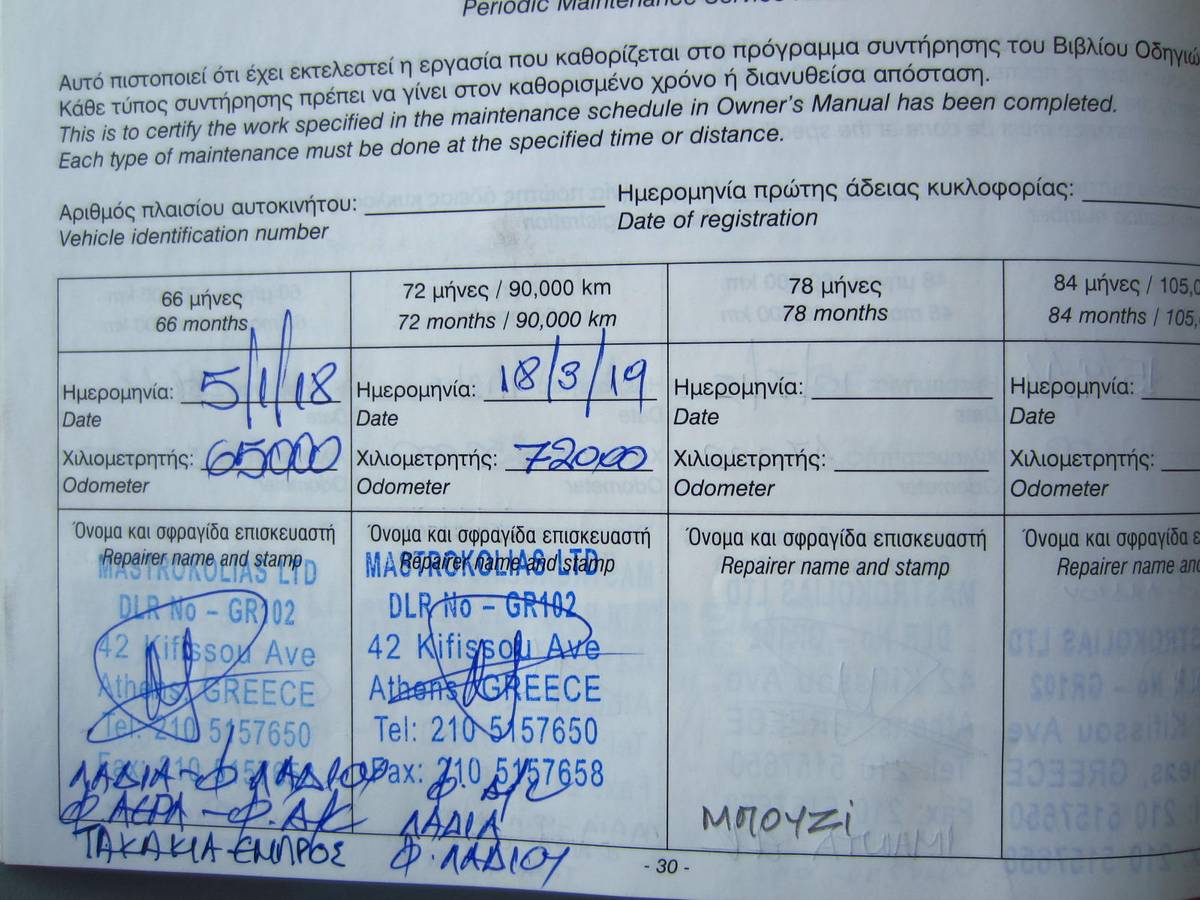 Periodic Maintenance Service
Αυτό πιστοποιεί ότι έχει εκτελεστεί η εργασία που καθορίζεται στο πρόγραμμα συντήρησης του Βιβλίου Οδηγιώ
Κάθε τύπος συντήρησης πρέπει να γίνει στον καθορισμένο χρόνο ή διανυθείσα απόσταση.
This is to certify the work specified in the maintenance schedule in Owner's Manual has been completed.
Each type of maintenance must be done at the specified time or distance.
Αριθμός πλαισίου αυτοκινήτου: Ημερομηνία πρώτης άδειας κυκλοφορίας:
Vehicle identification number Date of registration
66 μήνες 72 μήνες / 90,000 km 78 μήνες 84 μήνες / 105,0
66 months 72 months / 90,000 km 78 months 84 months / 105,
Ημερομηνία: 5/1/18 Ημερομηνία: 18/3/19 Ημερομηνία: Ημερομηνία:
Date Date Date Date
Χιλιομετρητής: 65000 Χιλιομετρητής: 72000 Χιλιομετρητής: Χιλιομετρητής:
Odometer Odometer Odometer Odometer
Όνομα και σφραγίδα επισκευαστή Όνομα και σφραγίδα επισκευαστή Όνομα και σφραγίδα επισκευαστή Όνομα και σφραγίδα ε
Repairer name and stamp Repairer name and stamp Repairer name and stamp Repairer name an
MASTROKOLIAS LTD MASTROKOLIAS LTD
DLR No – GR102 DLR No – GR102
42 Kifissou Ave 42 Kifissou Ave
Athens GREECE Athens GREECE
Tel: 210 5157650 Tel: 210 5157650
Fax: 210 Fax: 210 5157658
ΛΑΔΙΑ - Φ ΛΑΔΙΟΥ
Φ ΑΕΡΑ - Φ. Α/Κ ΛΑΔΙΑ ΜΠΟΥΖΙ
ΤΑΚΑΚΙΑ ΕΜΠΡΟΣ Φ. ΛΑΔΙΟΥ
- 30 -